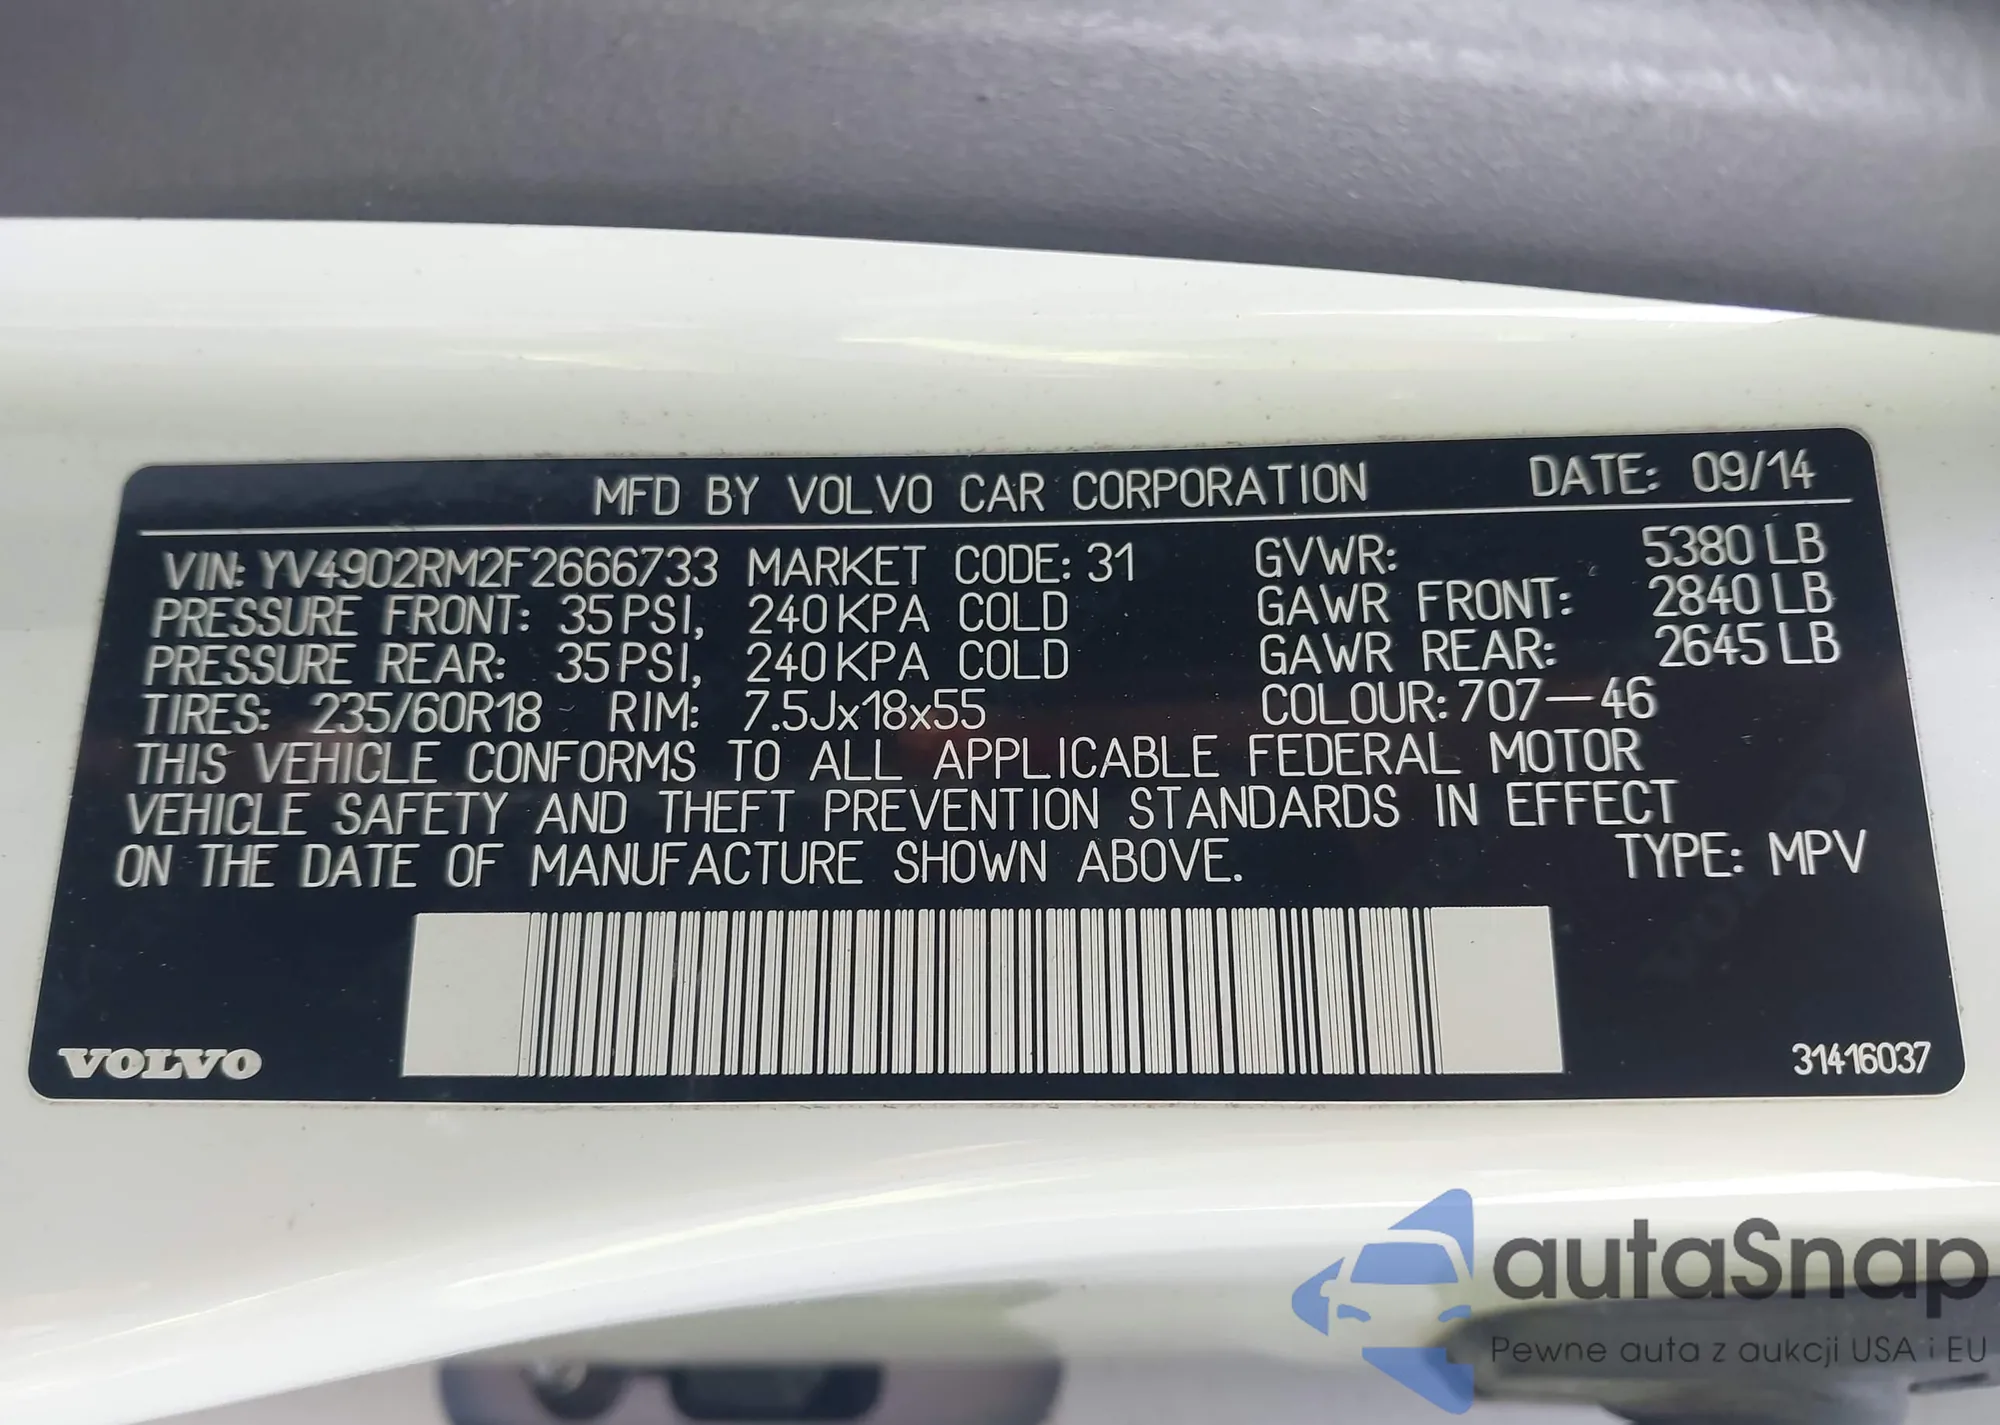 MFD BY VOLVO CAR CORPORATION DATE: 09/14
VIN: YV4902RM2F2666733 MARKET CODE: 31 GVWR: 5380 LB
PRESSURE FRONT: 35 PSI, 240 KPA COLD GAWR FRONT: 2840 LB
PRESSURE REAR: 35 PSI, 240 KPA COLD GAWR REAR: 2645 LB
TIRES: 235/60R18 RIM: 7.5Jx18x55 COLOUR: 707-46
THIS VEHICLE CONFORMS TO ALL APPLICABLE FEDERAL MOTOR
VEHICLE SAFETY AND THEFT PREVENTION STANDARDS IN EFFECT
ON THE DATE OF MANUFACTURE SHOWN ABOVE. TYPE: MPV
VOLVO 31416037
autaSnap
Pewne auta z aukcji USA i EU